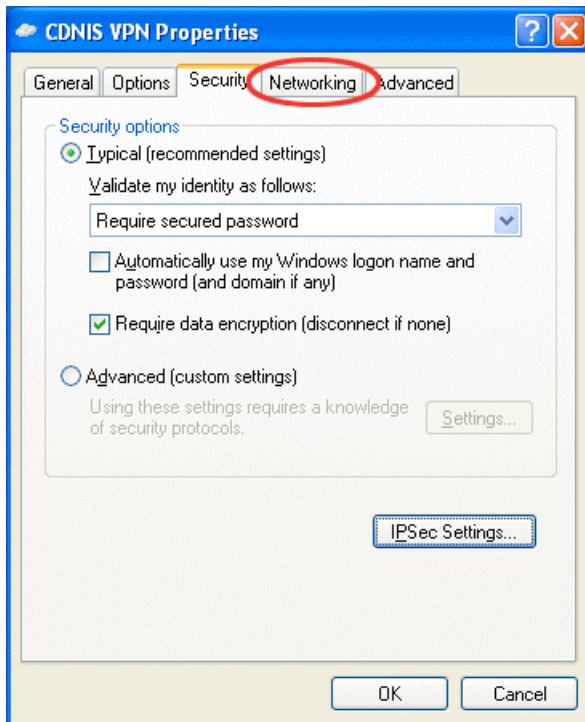 CDNIS VPN Properties
General Options Security Networking Advanced
Security options
Typical (recommended settings)
Validate my identity as follows:
Require secured password
Automatically use my Windows logon name and
password (and domain if any)
Require data encryption (disconnect if none)
Advanced (custom settings)
Using these settings requires a knowledge
of security protocols.
Settings...
IPSec Settings...
OK Cancel